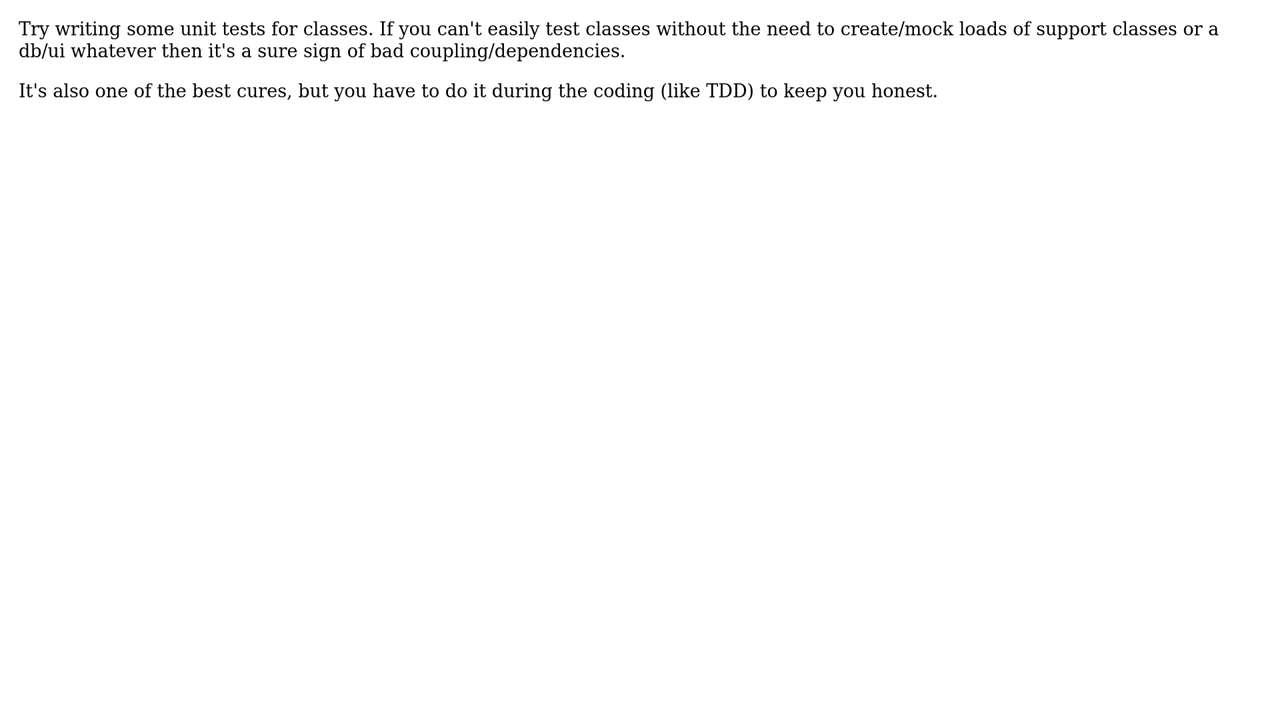 Try writing some unit tests for classes. If you can't easily test classes without the need to create/mock loads of support classes or a
db/ui whatever then it's a sure sign of bad coupling/dependencies.
It's also one of the best cures, but you have to do it during the coding (like TDD) to keep you honest.